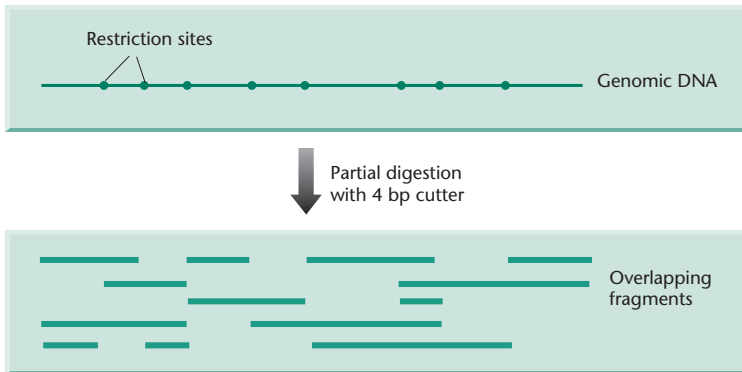 Restriction sites
Genomic DNA
Partial digestion
with 4 bp cutter
Overlapping
fragments